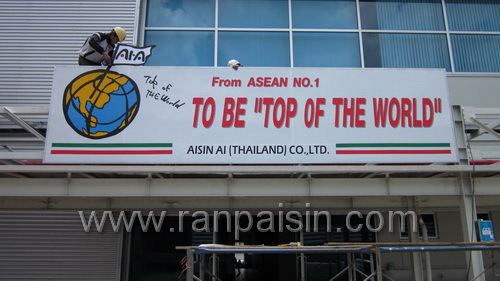 AI-A
Top of
THE World
From ASEAN NO.1
TO BE "TOP OF THE WORLD"
AISIN AI (THAILAND) CO.,LTD.
www.ranpaisin.com